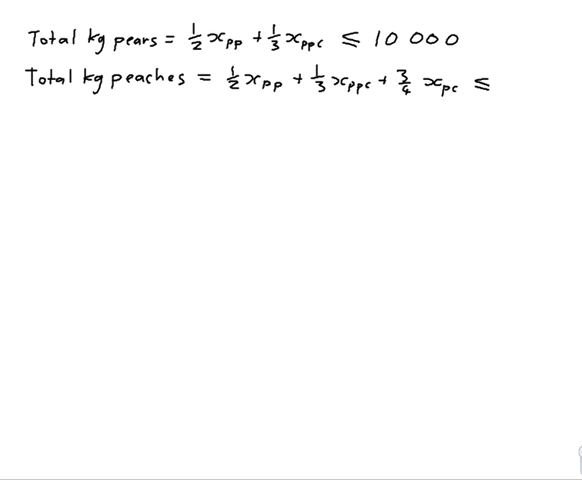 Total kg pears = ½ x_pp + ⅓ x_ppc ≤ 10 000
Total kg peaches = ½ x_pp + ⅓ x_ppc + ¾ x_pc ≤